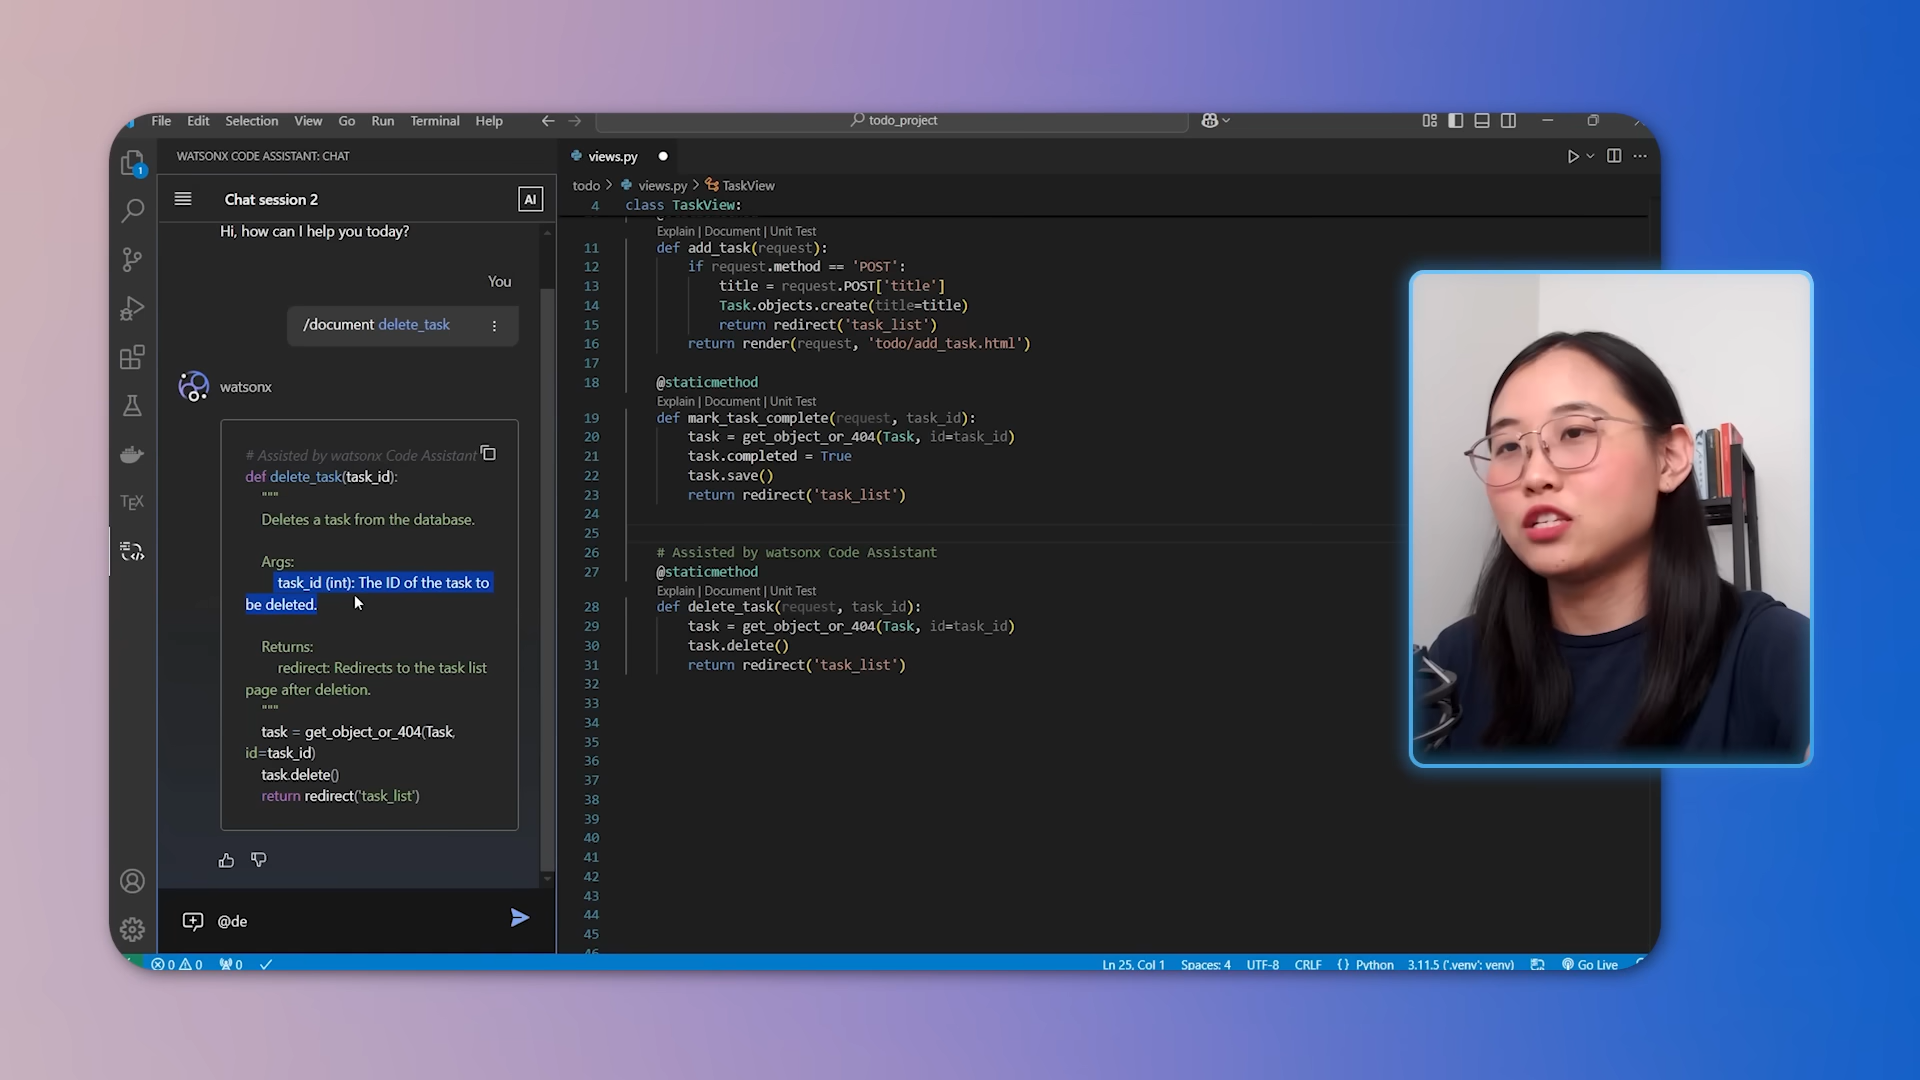 File Edit Selection View Go Run Terminal Help
todo_project
WATSONX CODE ASSISTANT: CHAT
1
Chat session 2
AI
Hi, how can I help you today?
You
/document delete_task
watsonx
# Assisted by watsonx Code Assistant
def delete_task(task_id):
"""
Deletes a task from the database.
Args:
task_id (int): The ID of the task to
be deleted.
Returns:
redirect: Redirects to the task list
page after deletion.
"""
task = get_object_or_404(Task,
id=task_id)
task.delete()
return redirect('task_list')
@de
TEX
views.py
todo > views.py > TaskView
4 class TaskView:
Explain | Document | Unit Test
11 def add_task(request):
12 if request.method == 'POST':
13 title = request.POST['title']
14 Task.objects.create(title=title)
15 return redirect('task_list')
16 return render(request, 'todo/add_task.html')
17
18 @staticmethod
Explain | Document | Unit Test
19 def mark_task_complete(request, task_id):
20 task = get_object_or_404(Task, id=task_id)
21 task.completed = True
22 task.save()
23 return redirect('task_list')
24
25
26 # Assisted by watsonx Code Assistant
27 @staticmethod
Explain | Document | Unit Test
28 def delete_task(request, task_id):
29 task = get_object_or_404(Task, id=task_id)
30 task.delete()
31 return redirect('task_list')
32
33
34
35
36
37
38
39
40
41
42
43
44
45
0 0 0 Ln 25, Col 1 Spaces: 4 UTF-8 CRLF {} Python 3.11.5 ('.venv': venv) Go Live